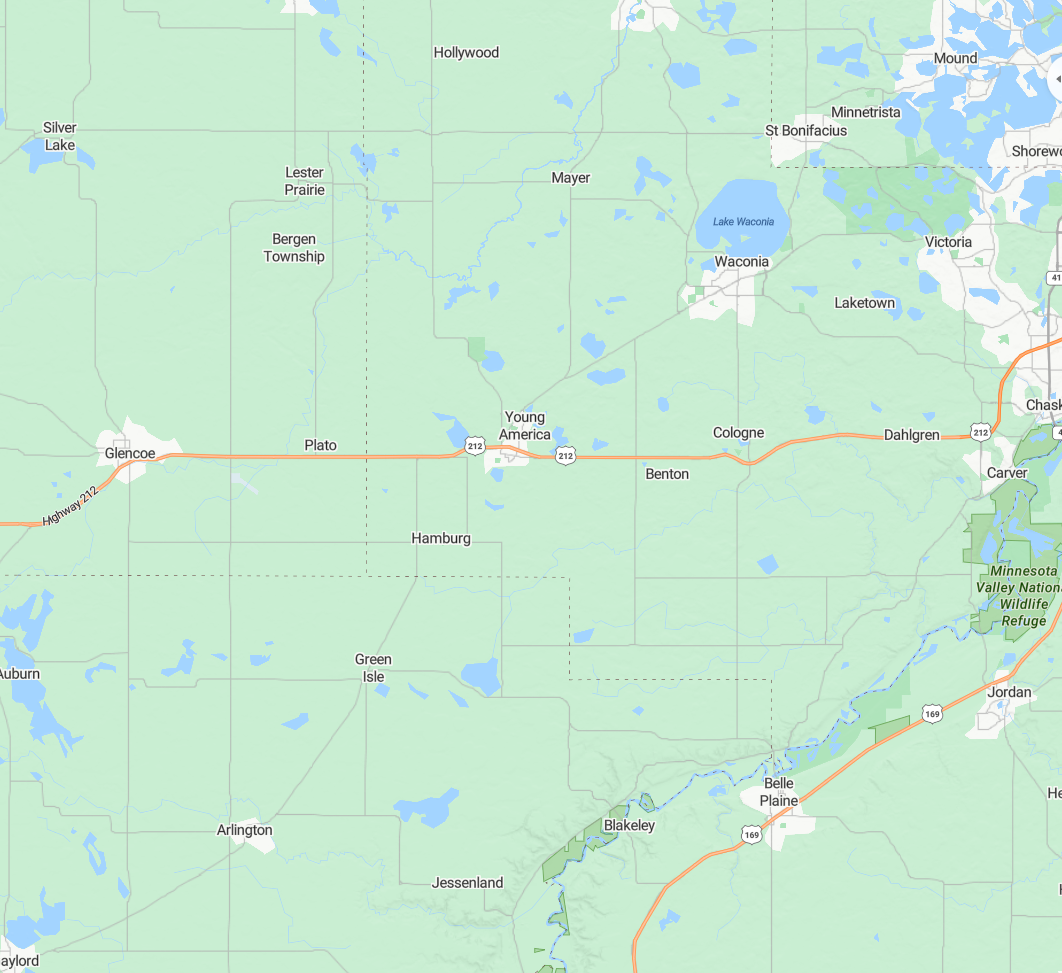 Hollywood
Mound
Minnetrista
Silver
Lake
St Bonifacius
Shorew
Lester
Prairie
Mayer
Lake Waconia
Bergen
Township
Victoria
Waconia
41
Laketown
Chask
Young
America
Cologne
212
Dahlgren
4
Plato
212
212
Glencoe
Benton
Carver
Highway 212
Hamburg
Minnesota
Valley Nationa
Wildlife
Refuge
Green
Isle
Auburn
Jordan
169
Belle
Plaine
He
Blakeley
Arlington
169
Jessenland
H
aylord